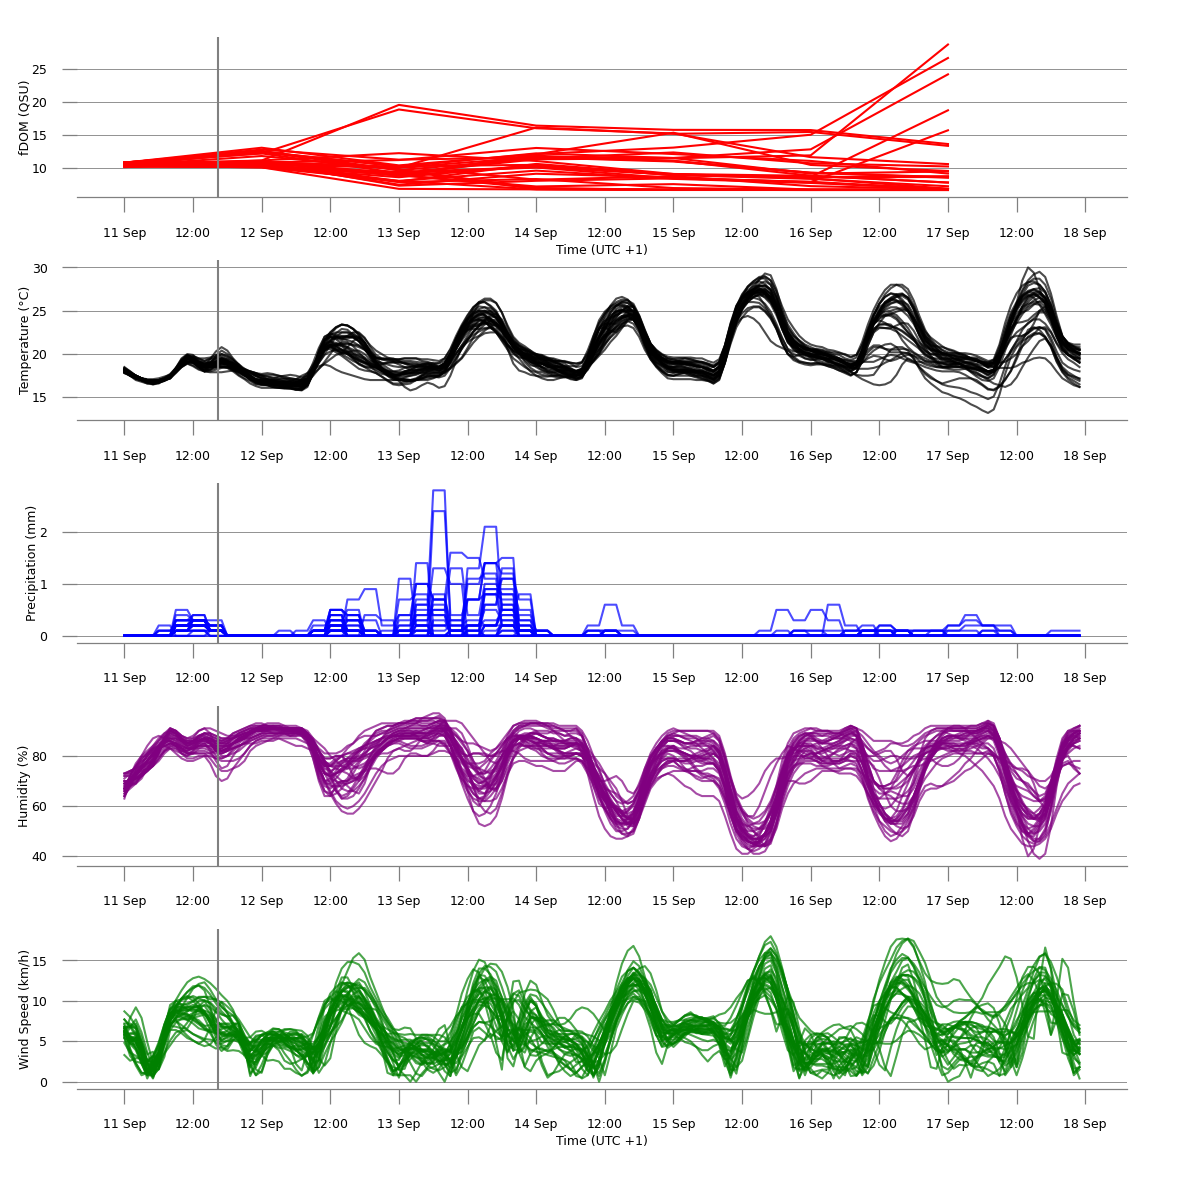 fDOM (QSU)
25
20
15
10
11 Sep 12:00 12 Sep 12:00 13 Sep 12:00 14 Sep 12:00 15 Sep 12:00 16 Sep 12:00 17 Sep 12:00 18 Sep
Time (UTC +1)
Temperature (°C)
30
25
20
15
11 Sep 12:00 12 Sep 12:00 13 Sep 12:00 14 Sep 12:00 15 Sep 12:00 16 Sep 12:00 17 Sep 12:00 18 Sep
Precipitation (mm)
2
1
0
11 Sep 12:00 12 Sep 12:00 13 Sep 12:00 14 Sep 12:00 15 Sep 12:00 16 Sep 12:00 17 Sep 12:00 18 Sep
Humidity (%)
80
60
40
11 Sep 12:00 12 Sep 12:00 13 Sep 12:00 14 Sep 12:00 15 Sep 12:00 16 Sep 12:00 17 Sep 12:00 18 Sep
Wind Speed (km/h)
15
10
5
0
11 Sep 12:00 12 Sep 12:00 13 Sep 12:00 14 Sep 12:00 15 Sep 12:00 16 Sep 12:00 17 Sep 12:00 18 Sep
Time (UTC +1)